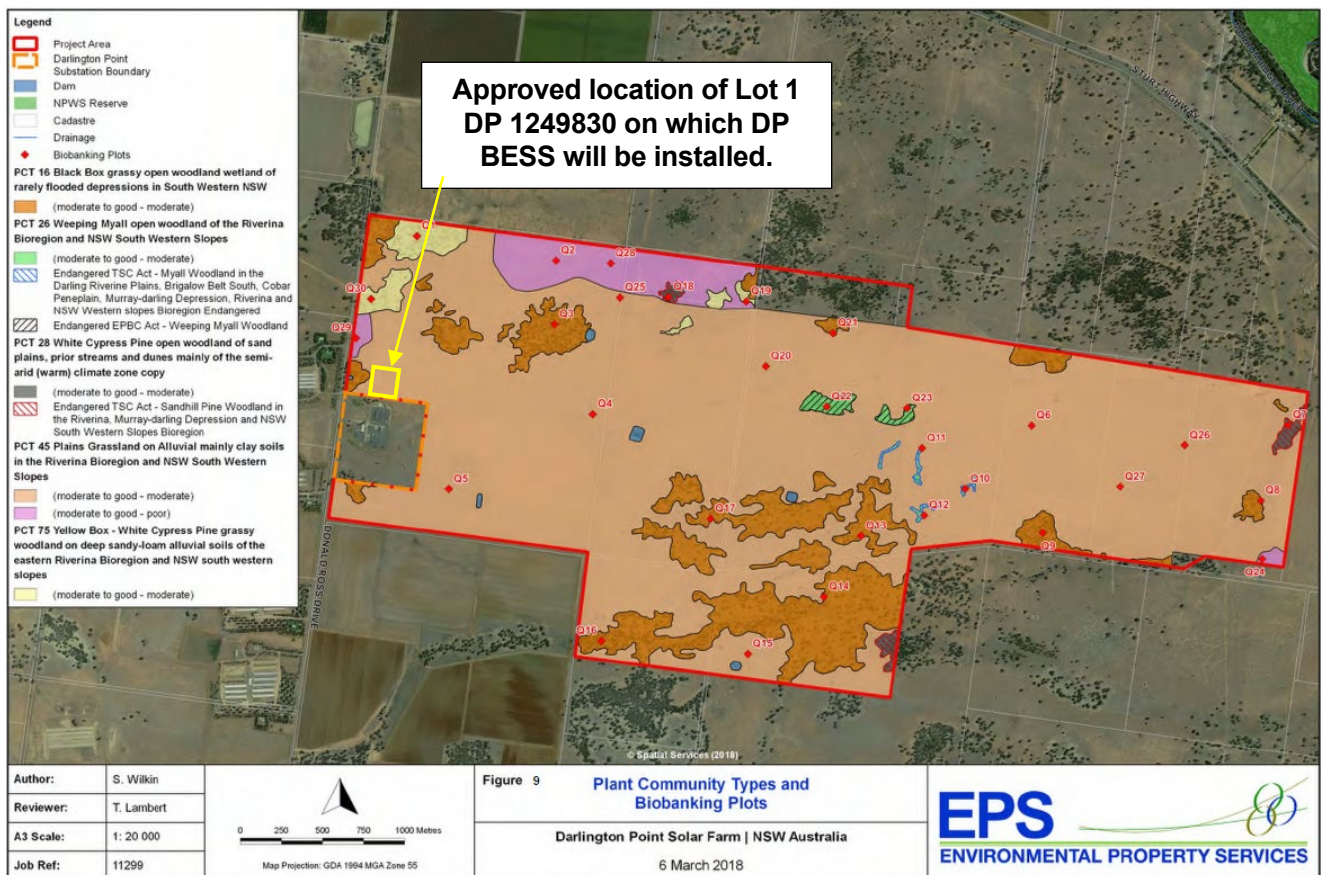 Legend
Project Area
Darlington Point
Substation Boundary
Dam
NPWS Reserve
Cadastre
Drainage
Biobanking Plots
PCT 16 Black Box grassy open woodland wetland of
rarely flooded depressions in South Western NSW
(moderate to good - moderate)
PCT 26 Weeping Myall open woodland of the Riverina
Bioregion and NSW South Western Slopes
(moderate to good - moderate)
Endangered TSC Act - Myall Woodland in the
Darling Riverine Plains, Brigalow Belt South, Cobar
Peneplain, Murray-darling Depression, Riverina and
NSW Western slopes Bioregion Endangered
Endangered EPBC Act - Weeping Myall Woodland
PCT 28 White Cypress Pine open woodland of sand
plains, prior streams and dunes mainly of the semi-
arid (warm) climate zone copy
(moderate to good - moderate)
Endangered TSC Act - Sandhill Pine Woodland in
the Riverina, Murray-darling Depression and NSW
South Western Slopes Bioregion
PCT 45 Plains Grassland on Alluvial mainly clay soils
in the Riverina Bioregion and NSW South Western
Slopes
(moderate to good - moderate)
(moderate to good - poor)
PCT 75 Yellow Box - White Cypress Pine grassy
woodland on deep sandy-loam alluvial soils of the
eastern Riverina Bioregion and NSW south western
slopes
(moderate to good - moderate)
Approved location of Lot 1
DP 1249830 on which DP
BESS will be installed.
STURT HIGHWAY
Q2
Q28
Q30
Q25
Q18
Q19
Q29
Q3
Q21
Q20
Q4
Q22
Q23
Q6
Q7
Q11
Q26
Q5
Q10
Q27
Q8
Q17
Q12
Q13
Q9
Q24
Q14
Q16
Q15
DONALD ROSS DRIVE
© Spatial Services (2018)
Author: S. Wilkin
Reviewer: T. Lambert
A3 Scale: 1: 20 000
Job Ref: 11299
0 250 500 750 1000 Metres
Map Projection: GDA 1994 MGA Zone 55
Figure 9 Plant Community Types and
Biobanking Plots
Darlington Point Solar Farm | NSW Australia
6 March 2018
EPS
ENVIRONMENTAL PROPERTY SERVICES